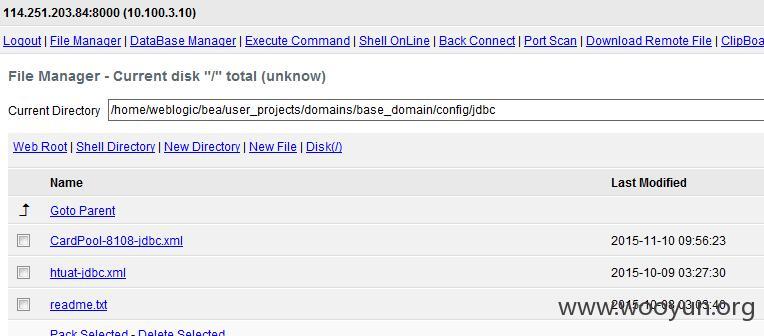 114.251.203.84:8000 (10.100.3.10)
Logout | File Manager | DataBase Manager | Execute Command | Shell OnLine | Back Connect | Port Scan | Download Remote File | ClipBoa
File Manager - Current disk "/" total (unknow)
Current Directory /home/weblogic/bea/user_projects/domains/base_domain/config/jdbc
Web Root | Shell Directory | New Directory | New File | Disk(/)
Name Last Modified
Goto Parent
CardPool-8108-jdbc.xml 2015-11-10 09:56:23
htuat-jdbc.xml 2015-10-09 03:27:30
readme.txt 2015-10-08 03:03:40
www.wooyun.org
Pack Selected - Delete Selected